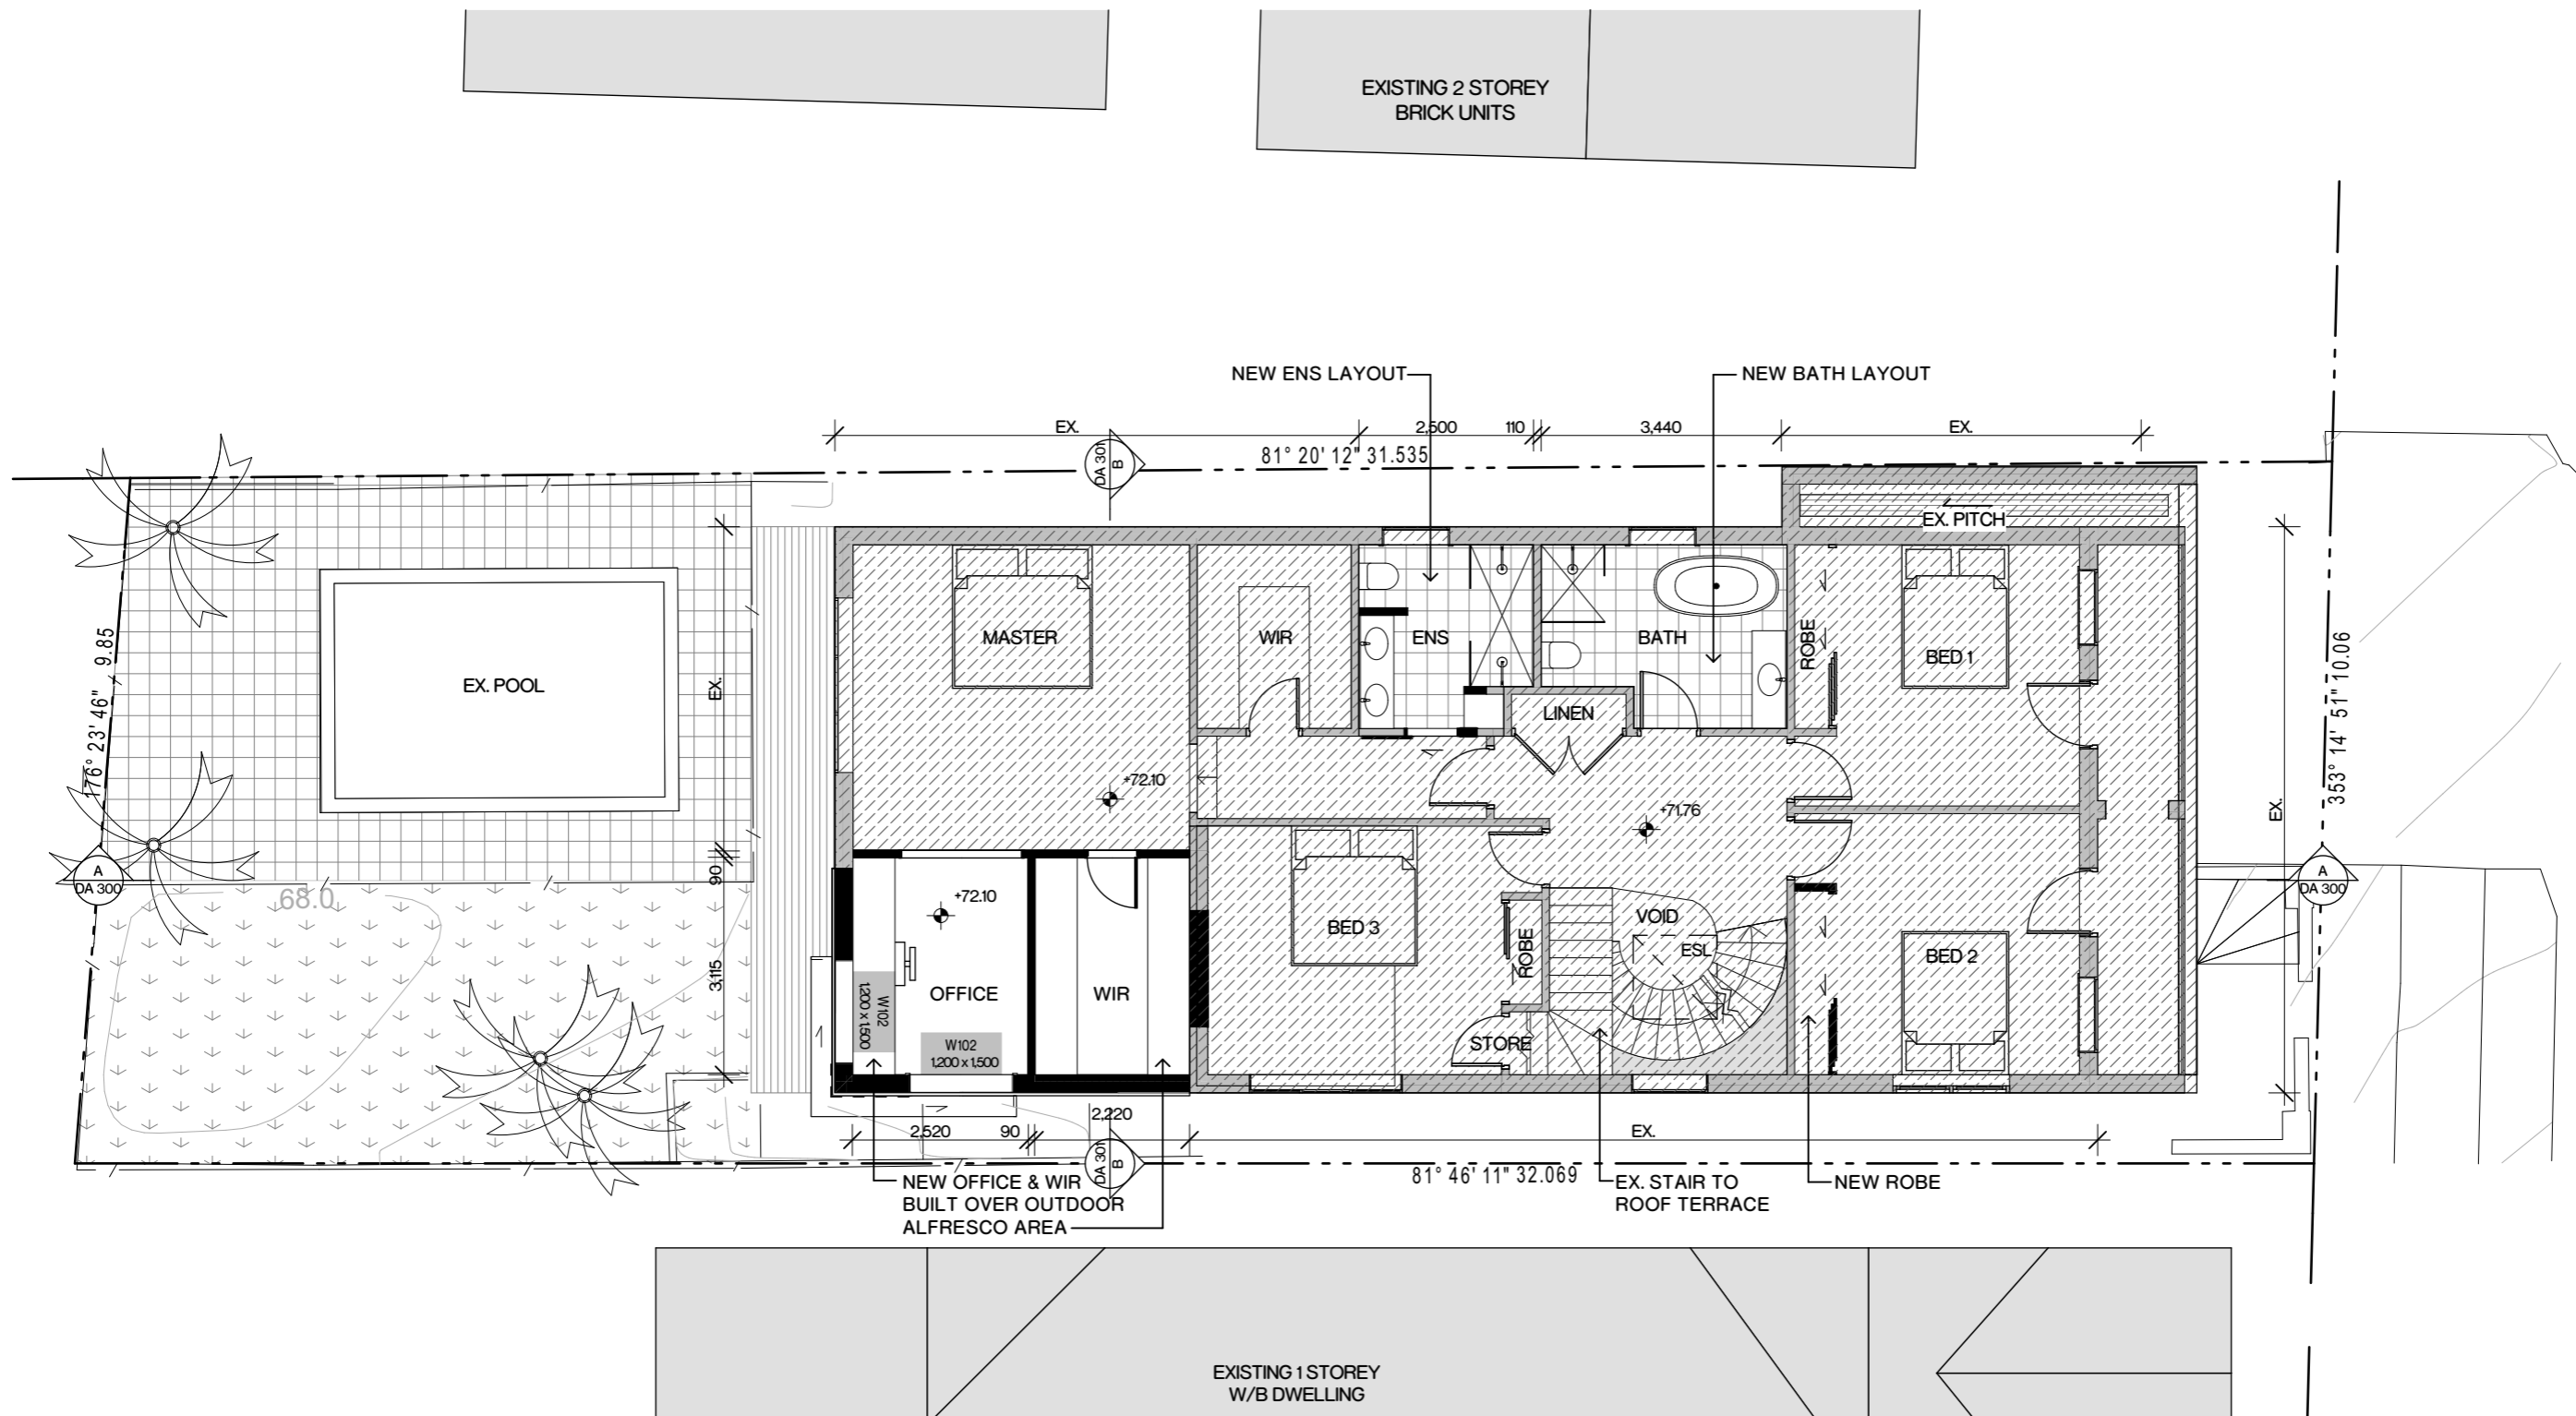 EXISTING 2 STOREY
BRICK UNITS
NEW ENS LAYOUT
NEW BATH LAYOUT
EX.
2,500
110
3,440
EX.
DA 301
B
81° 20' 12" 31.535
EX. PITCH
176° 23' 46" 9.85
EX. POOL
EX.
MASTER
WIR
ENS
BATH
ROBE
BED 1
353° 14' 51" 10.06
LINEN
+72.10
+71.76
EX.
A
DA 300
68.0
90
3,115
+72.10
OFFICE
WIR
W102
1,200 x 1,500
W102
1,200 x 1,500
BED 3
ROBE
STORE
VOID
ESL
BED 2
A
DA 300
2,520
90
2,220
EX.
DA 301
B
81° 46' 11" 32.069
NEW OFFICE & WIR
BUILT OVER OUTDOOR
ALFRESCO AREA
EX. STAIR TO
ROOF TERRACE
NEW ROBE
EXISTING 1 STOREY
W/B DWELLING